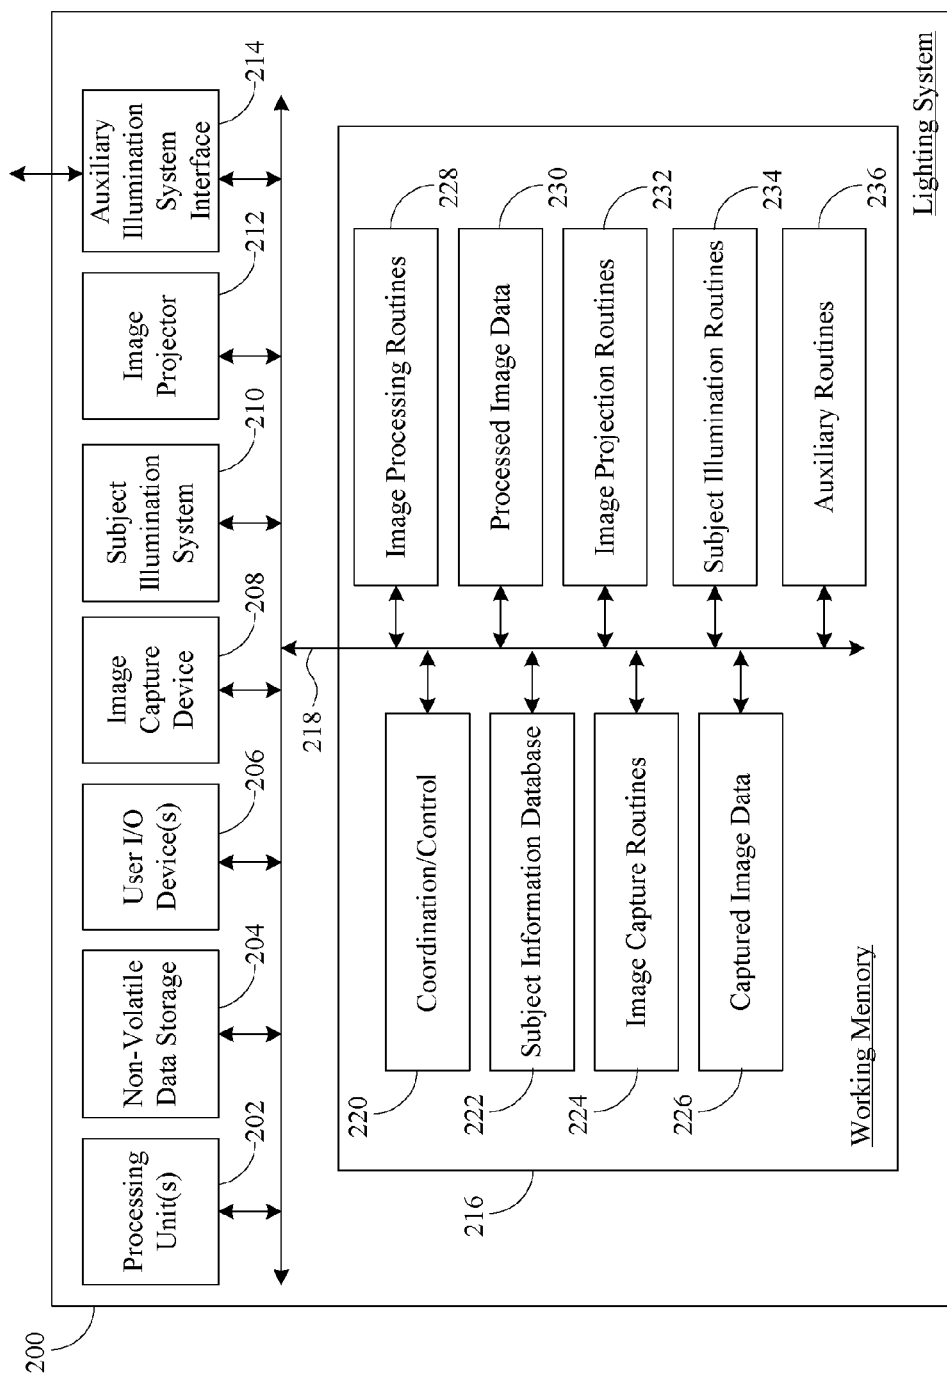 200
Processing
Unit(s)
202
Non-Volatile
Data Storage
204
User I/O
Device(s)
206
Image
Capture
Device
208
Subject
Illumination
System
210
Image
Projector
212
Auxiliary
Illumination
System
Interface
214
218
216
220
Coordination/Control
222
Subject Information Database
224
Image Capture Routines
226
Captured Image Data
Image Processing Routines
228
Processed Image Data
230
Image Projection Routines
232
Subject Illumination Routines
234
Auxiliary Routines
236
Working Memory
Lighting System